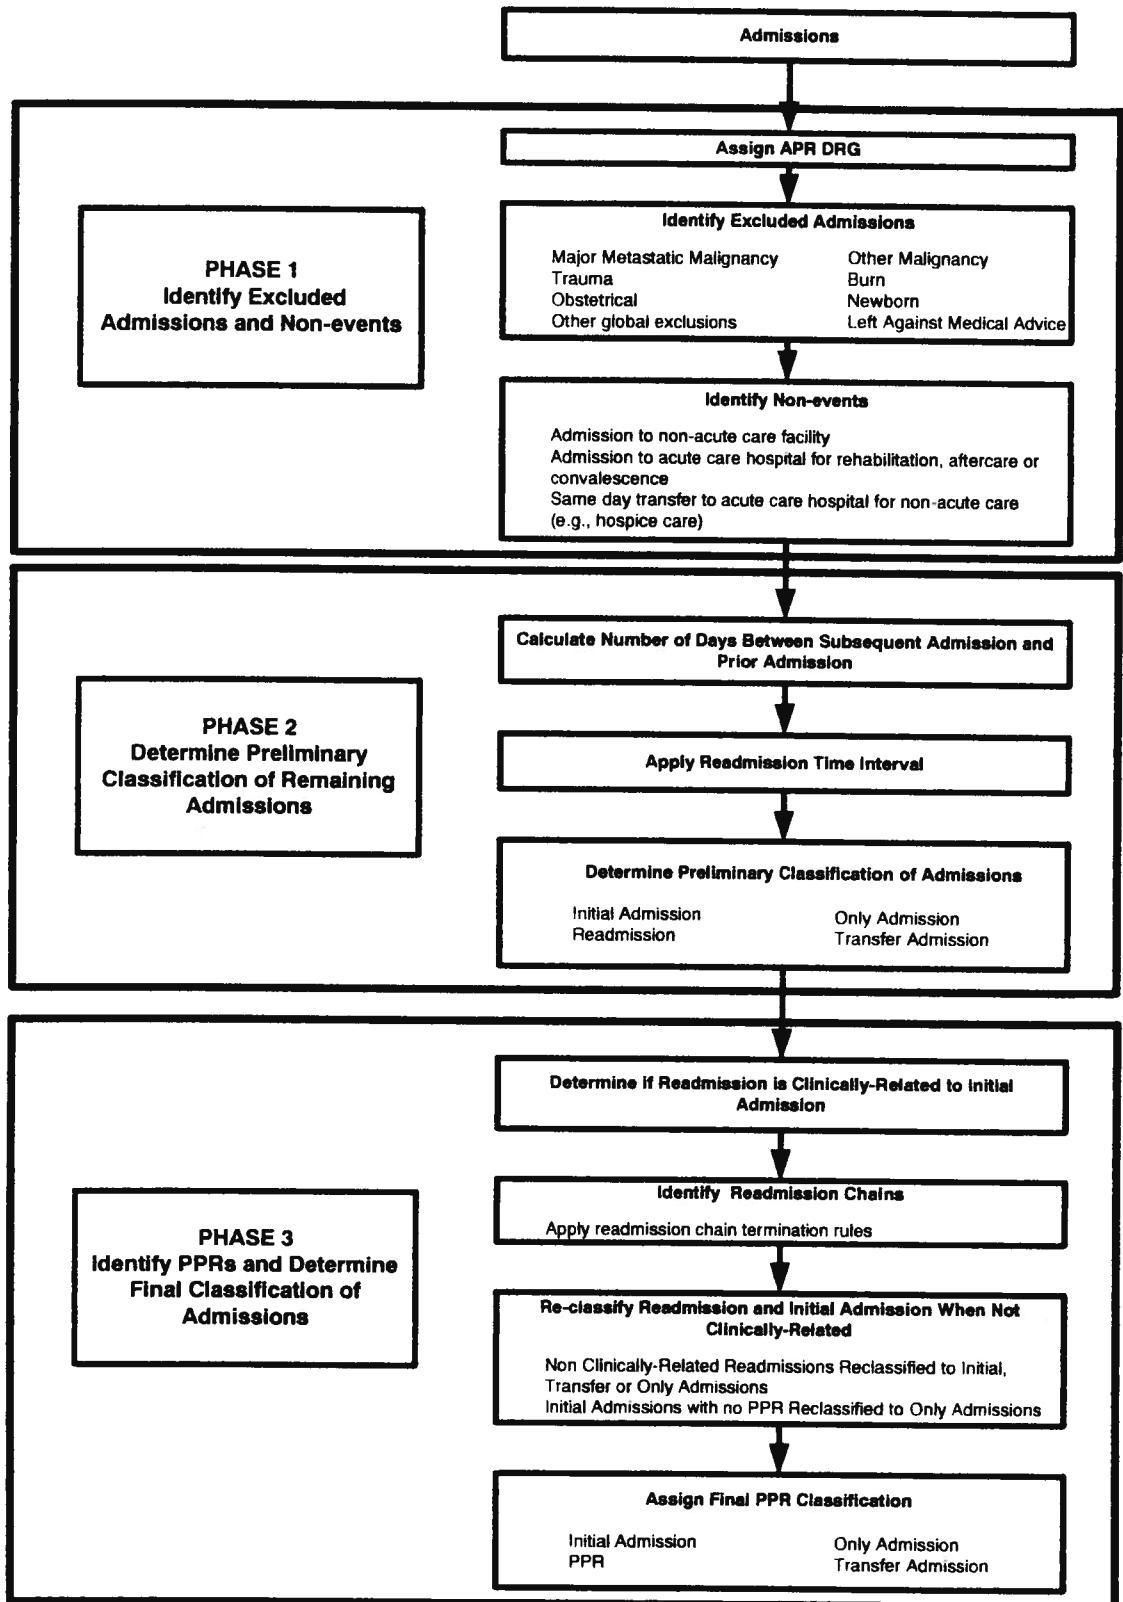 Admissions
Assign APR DRG
PHASE 1
Identify Excluded
Admissions and Non-events
Identify Excluded Admissions
Major Metastatic Malignancy
Other Malignancy
Trauma
Burn
Obstetrical
Newborn
Other global exclusions
Left Against Medical Advice
Identify Non-events
Admission to non-acute care facility
Admission to acute care hospital for rehabilitation, aftercare or
convalescence
Same day transfer to acute care hospital for non-acute care
(e.g., hospice care)
PHASE 2
Determine Preliminary
Classification of Remaining
Admissions
Calculate Number of Days Between Subsequent Admission and
Prior Admission
Apply Readmission Time Interval
Determine Preliminary Classification of Admissions
Initial Admission
Only Admission
Readmission
Transfer Admission
PHASE 3
Identify PPRs and Determine
Final Classification of
Admissions
Determine if Readmission is Clinically-Related to Initial
Admission
Identify Readmission Chains
Apply readmission chain termination rules
Re-classify Readmission and Initial Admission When Not
Clinically-Related
Non Clinically-Related Readmissions Reclassified to Initial,
Transfer or Only Admissions
Initial Admissions with no PPR Reclassified to Only Admissions
Assign Final PPR Classification
Initial Admission
Only Admission
PPR
Transfer Admission